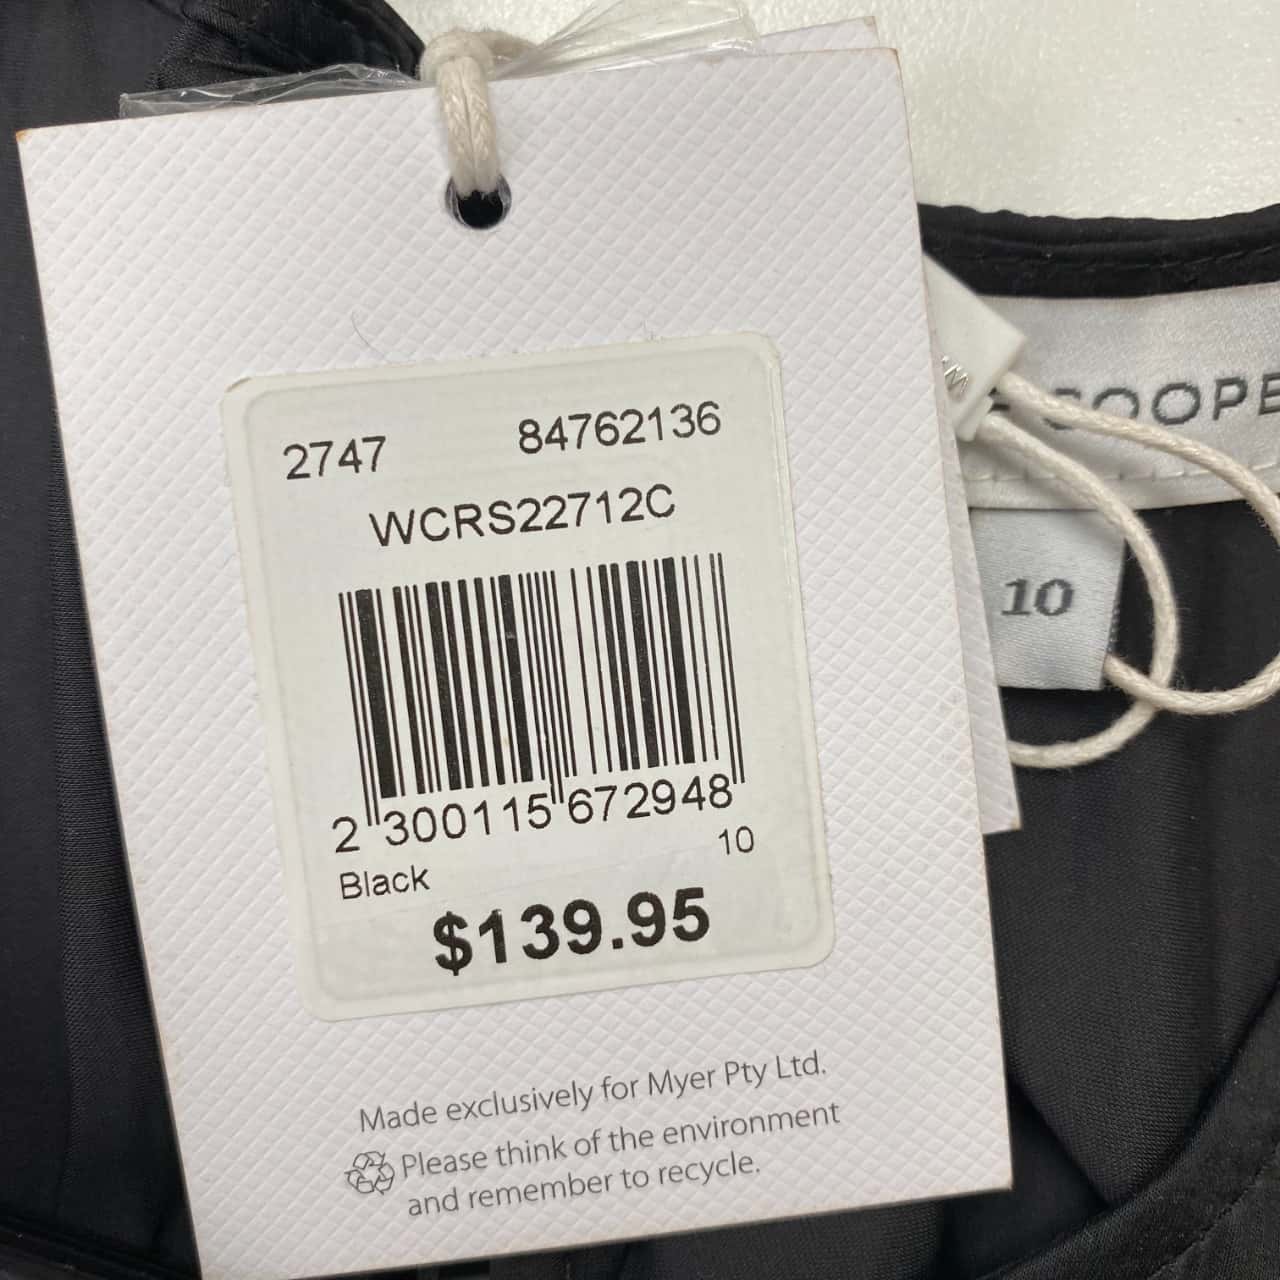 2747 84762136
WCRS22712C
2 300115 672948
Black 10
$139.95
Made exclusively for Myer Pty Ltd.
Please think of the environment
and remember to recycle.
COOPE
10